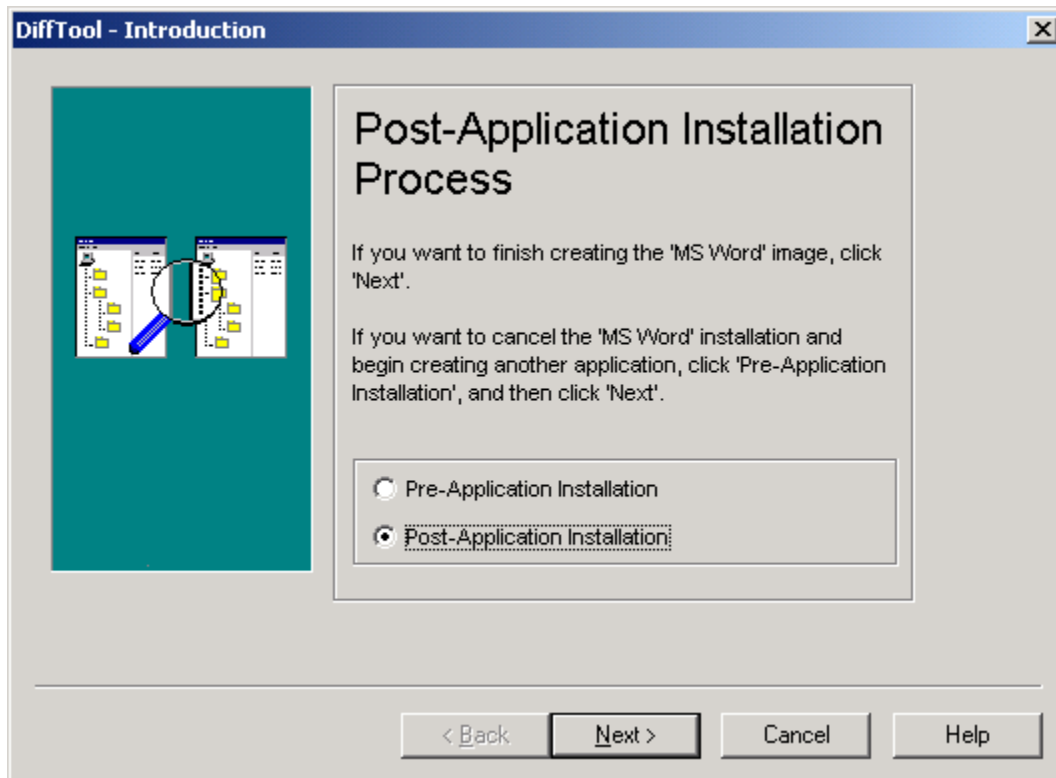 DiffTool - Introduction
Post-Application Installation
Process
If you want to finish creating the 'MS Word' image, click
'Next'.
If you want to cancel the 'MS Word' installation and
begin creating another application, click 'Pre-Application
Installation', and then click 'Next'.
Pre-Application Installation
Post-Application Installation
< Back
Next >
Cancel
Help